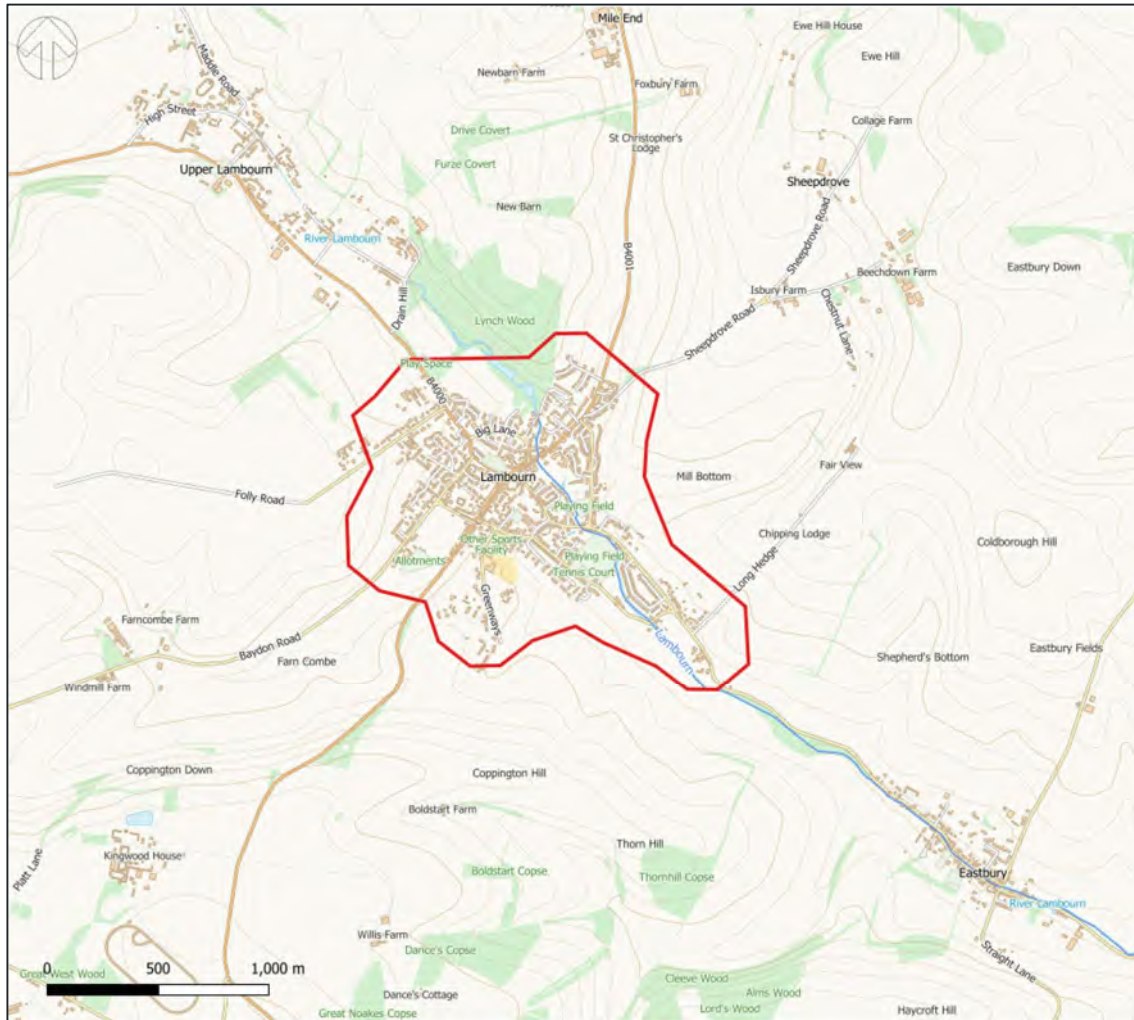 Mile End
Ewe Hill House
Ewe Hill
Maddle Road
Newbarn Farm
Foxbury Farm
High Street
Collage Farm
Drive Covert
St Christopher's
Lodge
Furze Covert
Upper Lambourn
Sheepdrove
New Barn
Sheepdrove Road
River Lambourn
B4001
Beechdown Farm
Eastbury Down
Isbury Farm
Chestnut Lane
Drain Hill
Lynch Wood
Sheepdrove Road
Play Space
B4000
Big Lane
Lambourn
Mill Bottom
Fair View
Folly Road
Playing Field
Chipping Lodge
Other Sports
Facility
Coldborough Hill
Allotments
Playing Field
Tennis Court
Long Hedge
Greenways
Farncombe Farm
Baydon Road
Farn Combe
Lambourn
Shepherd's Bottom
Eastbury Fields
Windmill Farm
Coppington Down
Coppington Hill
Boldstart Farm
Platt Lane
Kingwood House
Thorn Hill
Boldstart Copse
Thornhill Copse
Eastbury
River Lambourn
Willis Farm
Dance's Copse
Straight Lane
Great West Wood
0 500 1,000 m
Cleeve Wood
Dance's Cottage
Alms Wood
Lord's Wood
Great Noakes Copse
Haycroft Hill